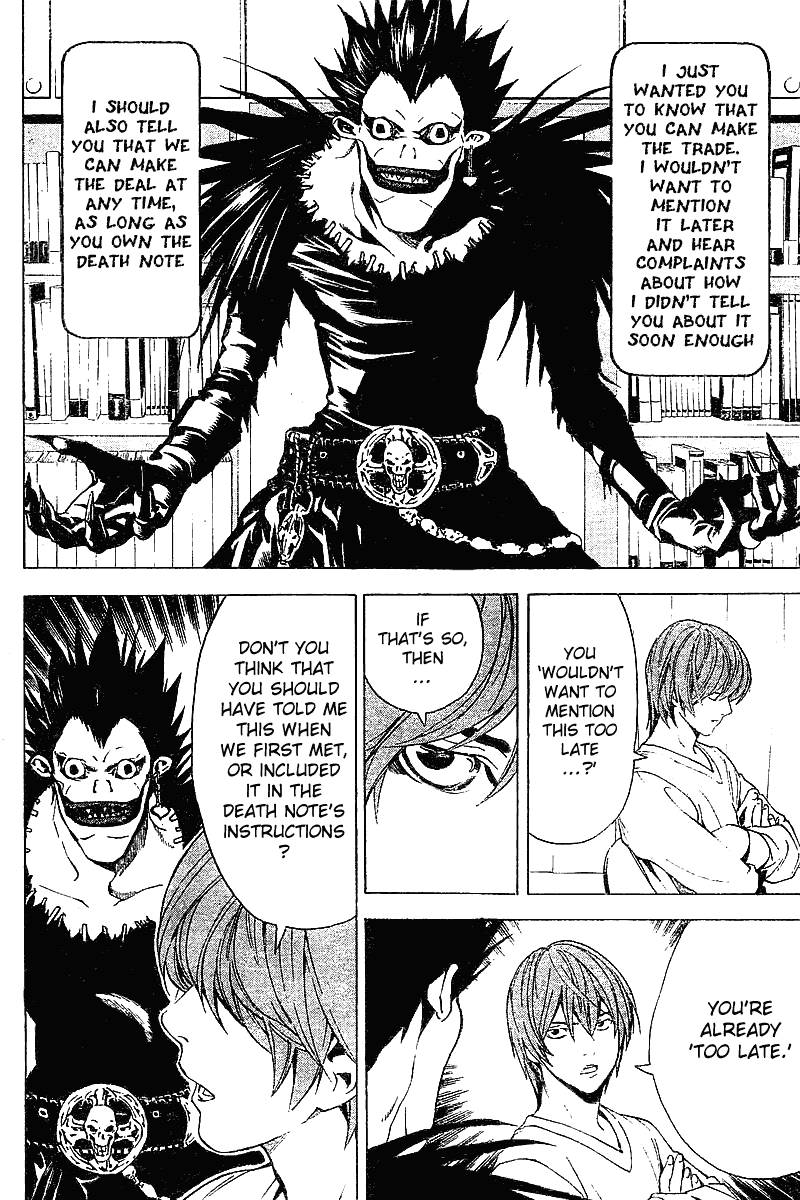 I JUST
WANTED YOU
TO KNOW THAT
YOU CAN MAKE
THE TRADE.
I WOULDN'T
WANT TO
MENTION
IT LATER
AND HEAR
COMPLAINTS
ABOUT HOW
I DIDN'T TELL
YOU ABOUT IT
SOON ENOUGH
I SHOULD
ALSO TELL
YOU THAT WE
CAN MAKE
THE DEAL AT
ANY TIME,
AS LONG AS
YOU OWN THE
DEATH NOTE
YOU
'WOULDN'T
WANT TO
MENTION
THIS TOO
LATE
...?'
IF
THAT'S SO,
THEN
...
DON'T YOU
THINK THAT
YOU SHOULD
HAVE TOLD ME
THIS WHEN
WE FIRST MET,
OR INCLUDED
IT IN THE
DEATH NOTE'S
INSTRUCTIONS
?
YOU'RE
ALREADY
'TOO LATE.'